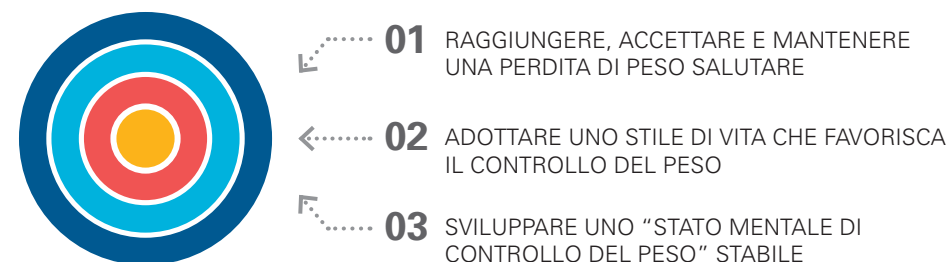 01 RAGGIUNGERE, ACCETTARE E MANTENERE
UNA PERDITA DI PESO SALUTARE
02 ADOTTARE UNO STILE DI VITA CHE FAVORISCA
IL CONTROLLO DEL PESO
03 SVILUPPARE UNO “STATO MENTALE DI
CONTROLLO DEL PESO” STABILE